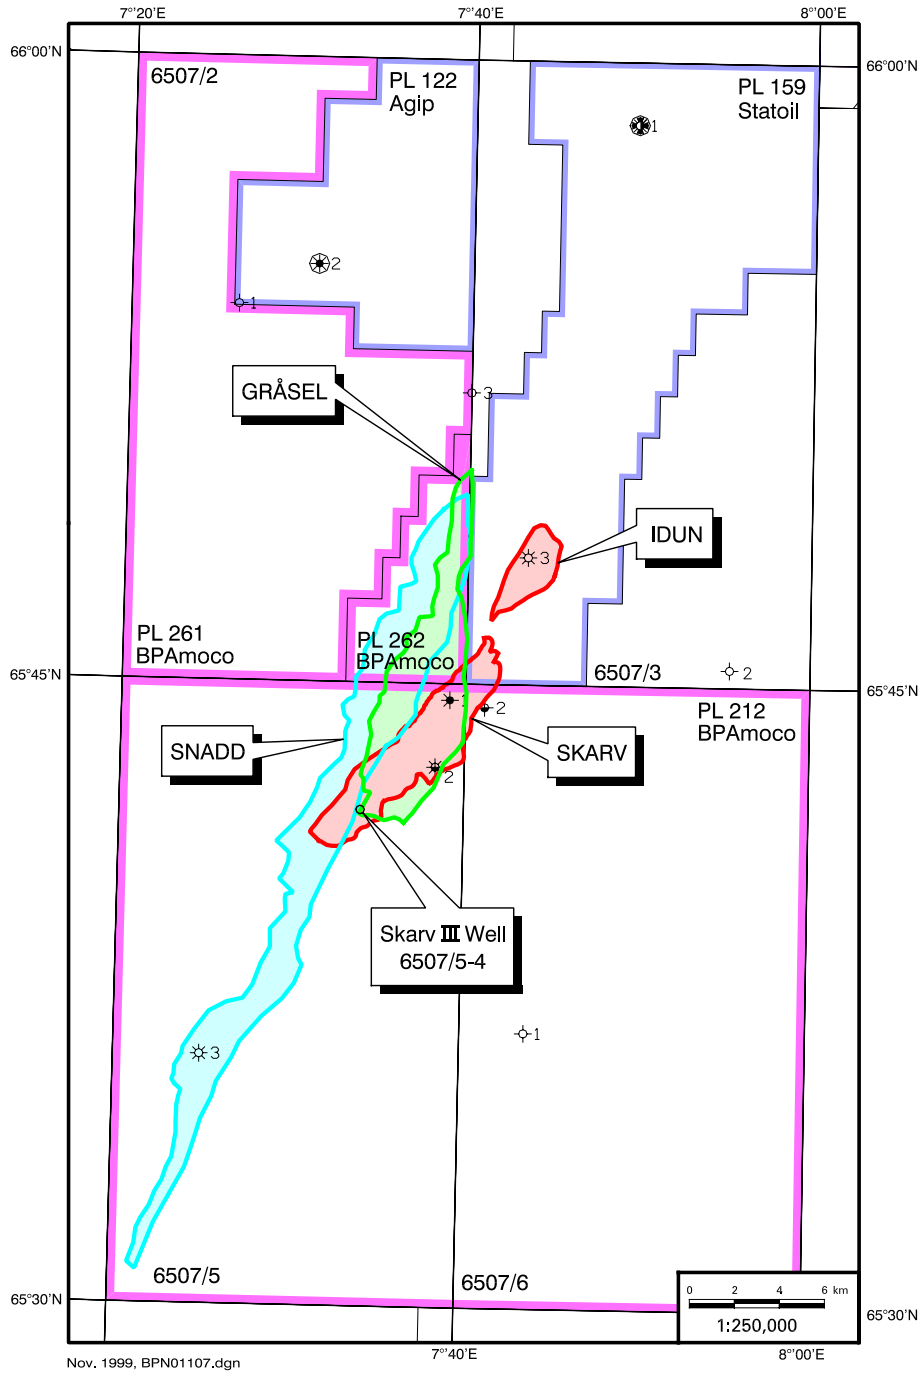 7°20'E
7°40'E
8°00'E
66°00'N
66°00'N
6507/2
PL 122
Agip
PL 159
Statoil
1
2
1
GRÅSEL
3
IDUN
3
PL 261
BPAmoco
PL 262
BPAmoco
6507/3
2
65°45'N
65°45'N
1
2
PL 212
BPAmoco
SNADD
SKARV
2
Skarv III Well
6507/5-4
1
3
6507/5
6507/6
65°30'N
65°30'N
0 2 4 6 km
1:250,000
7°40'E
8°00'E
Nov. 1999, BPN01107.dgn